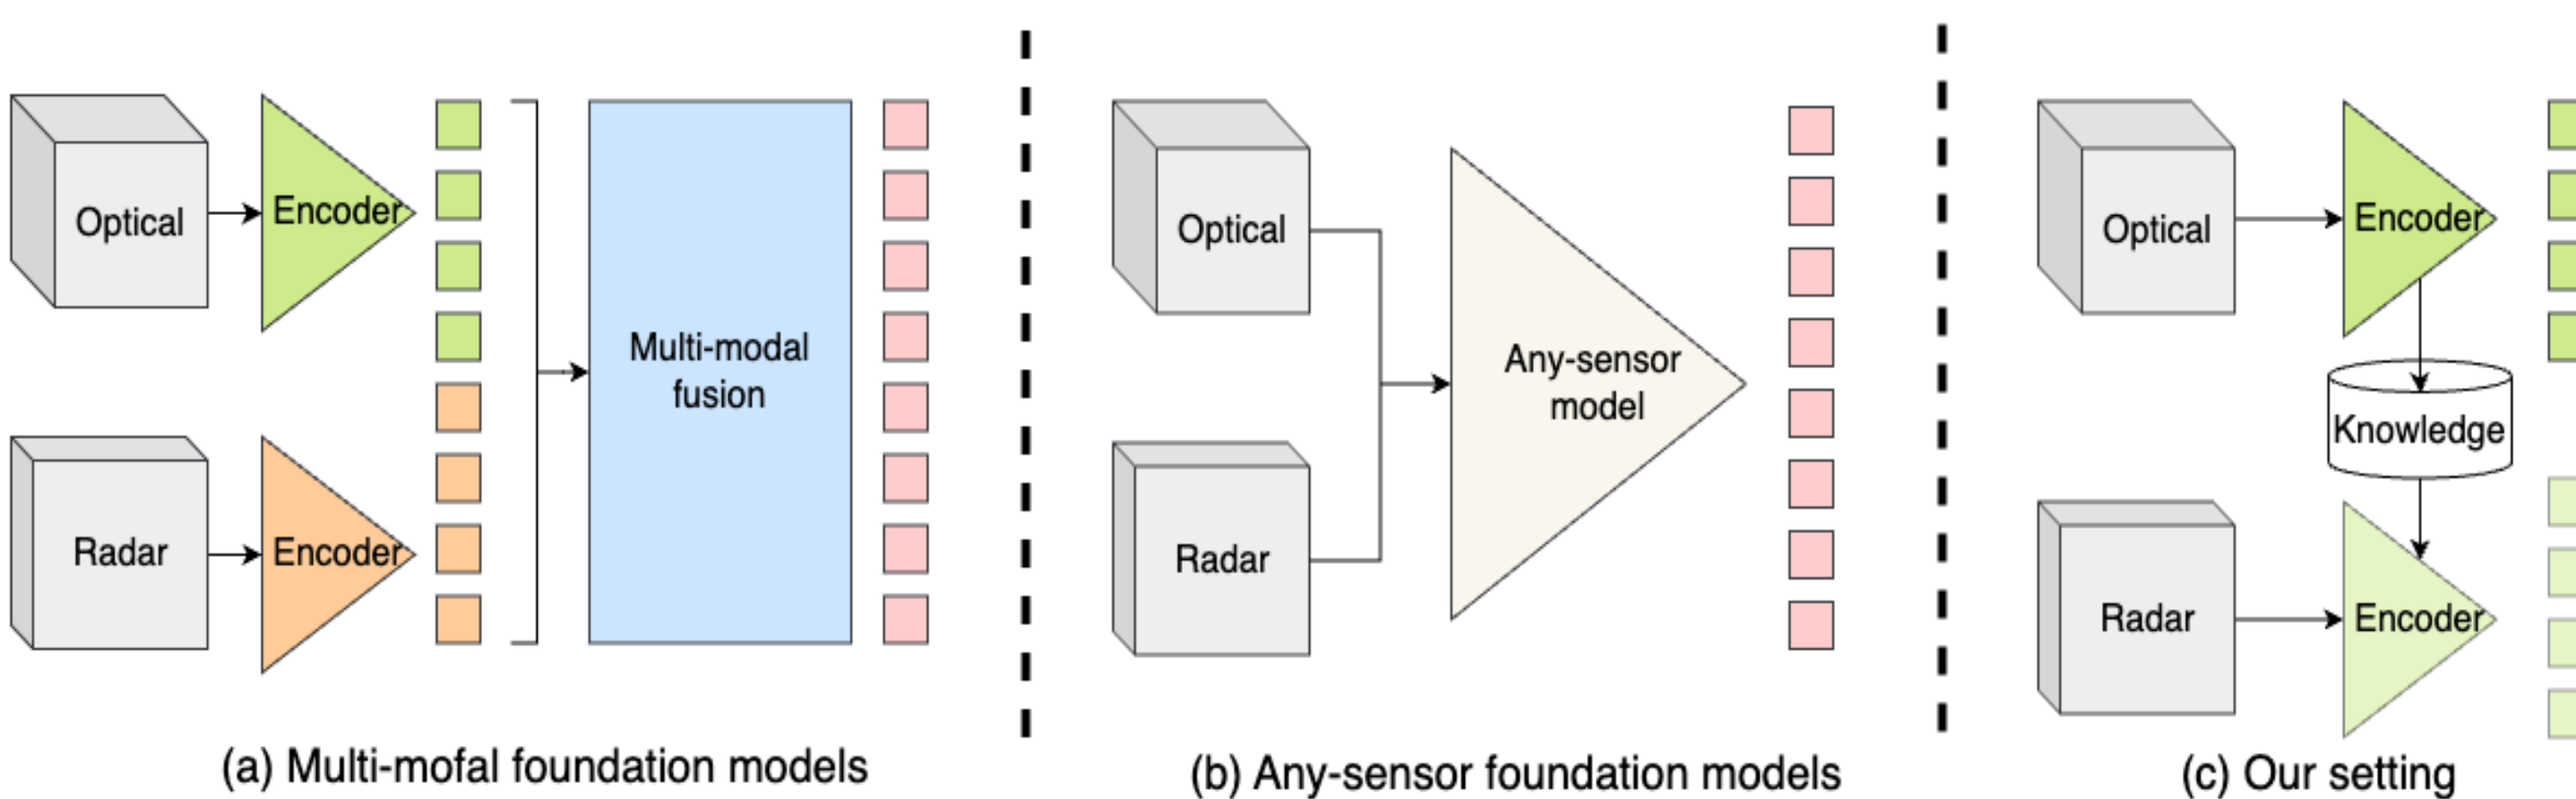 Optical
Encoder
Radar
Encoder
Multi-modal
fusion
(a) Multi-mofal foundation models
Optical
Radar
Any-sensor
model
(b) Any-sensor foundation models
Optical
Encoder
Knowledge
Radar
Encoder
(c) Our setting